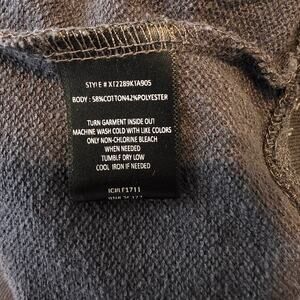 STYLE # XT2289KTA905
BODY : 58%COTTON42%POLYESTER
TURN GARMENT INSIDE OUT
MACHINE WASH COLD WITH LIKE COLORS
ONLY NON-CHLORINE BLEACH
WHEN NEEDED
TUMBLE DRY LOW
COOL IRON IF NEEDED